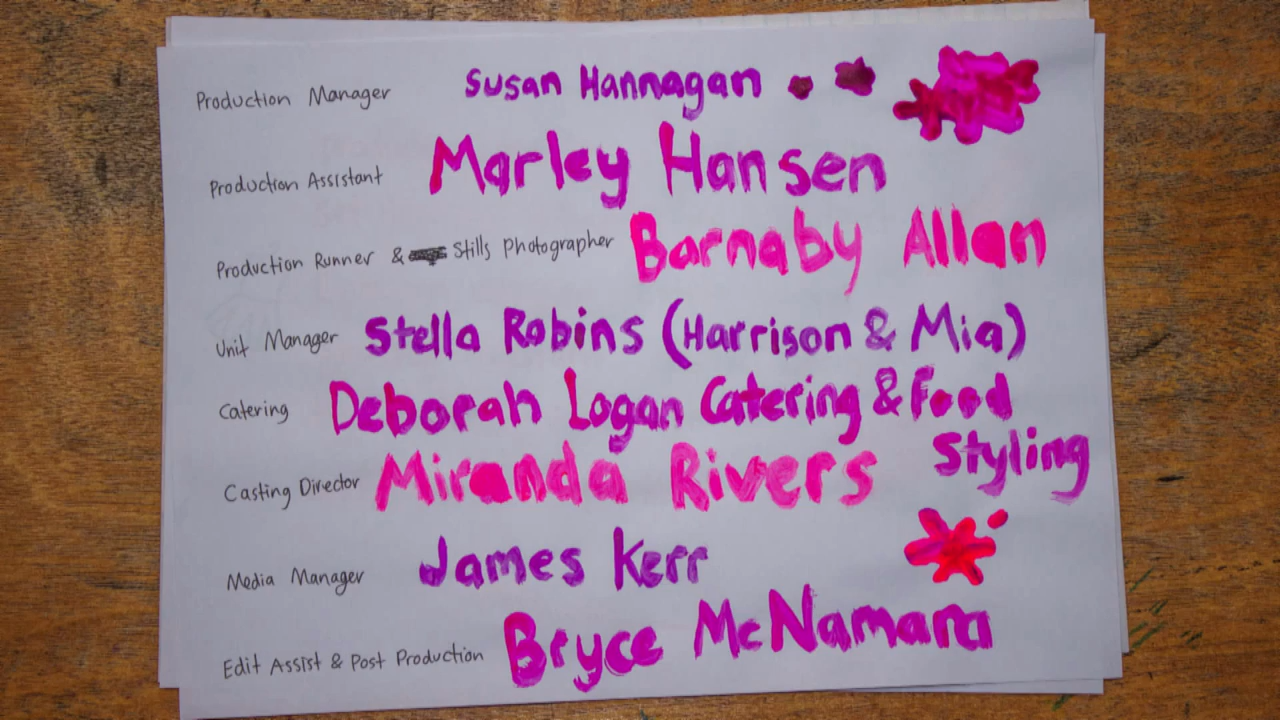 Production Manager Susan Hannagan
Production Assistant Marley Hansen
Production Runner & Stills Photographer Barnaby Allan
Unit Manager Stella Robins (Harrison & Mia)
Catering Deborah Logan Catering & Food
Styling
Casting Director Miranda Rivers
Media Manager James Kerr
Edit Assist & Post Production Bryce McNamara